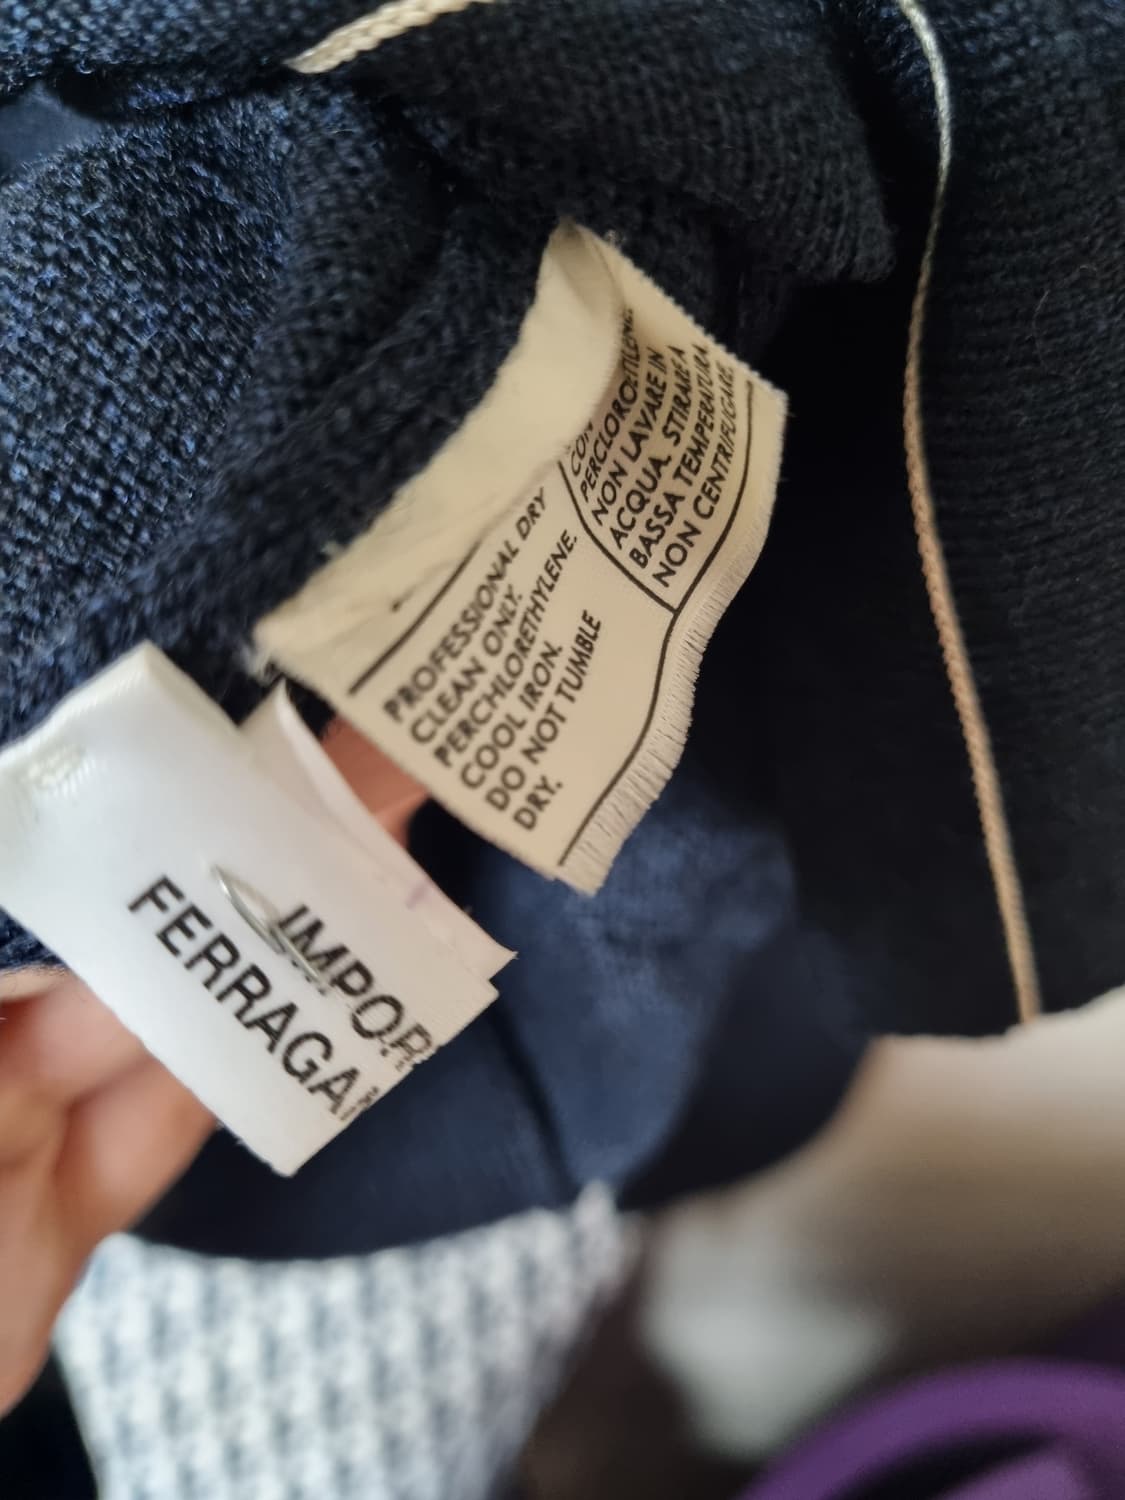 PROFESSIONAL DRY
CLEAN ONLY.
PERCHLORETHYLENE.
COOL IRON.
DO NOT TUMBLE
DRY.
CON
NON LAVARE IN
ACQUA. STIRARE A
BASSA TEMPERATURA
NON CENTRIFUGARE.
IMPOR
FERRAGA